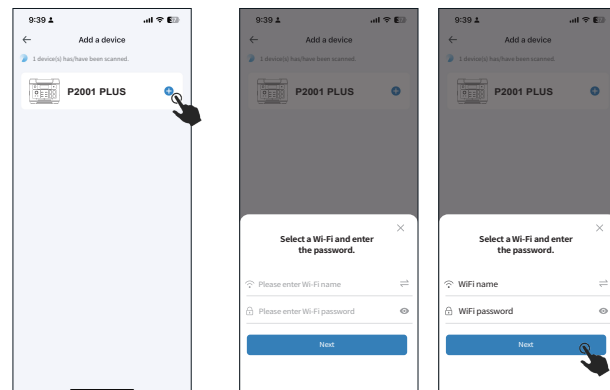 9:39
Add a device
1 device(s) has/have been scanned.
P2001 PLUS
9:39
Add a device
1 device(s) has/have been scanned.
P2001 PLUS
Select a Wi-Fi and enter
the password.
Please enter Wi-Fi name
Please enter Wi-Fi password
Next
9:39
Add a device
1 device(s) has/have been scanned.
P2001 PLUS
Select a Wi-Fi and enter
the password.
WiFi name
WiFi password
Next